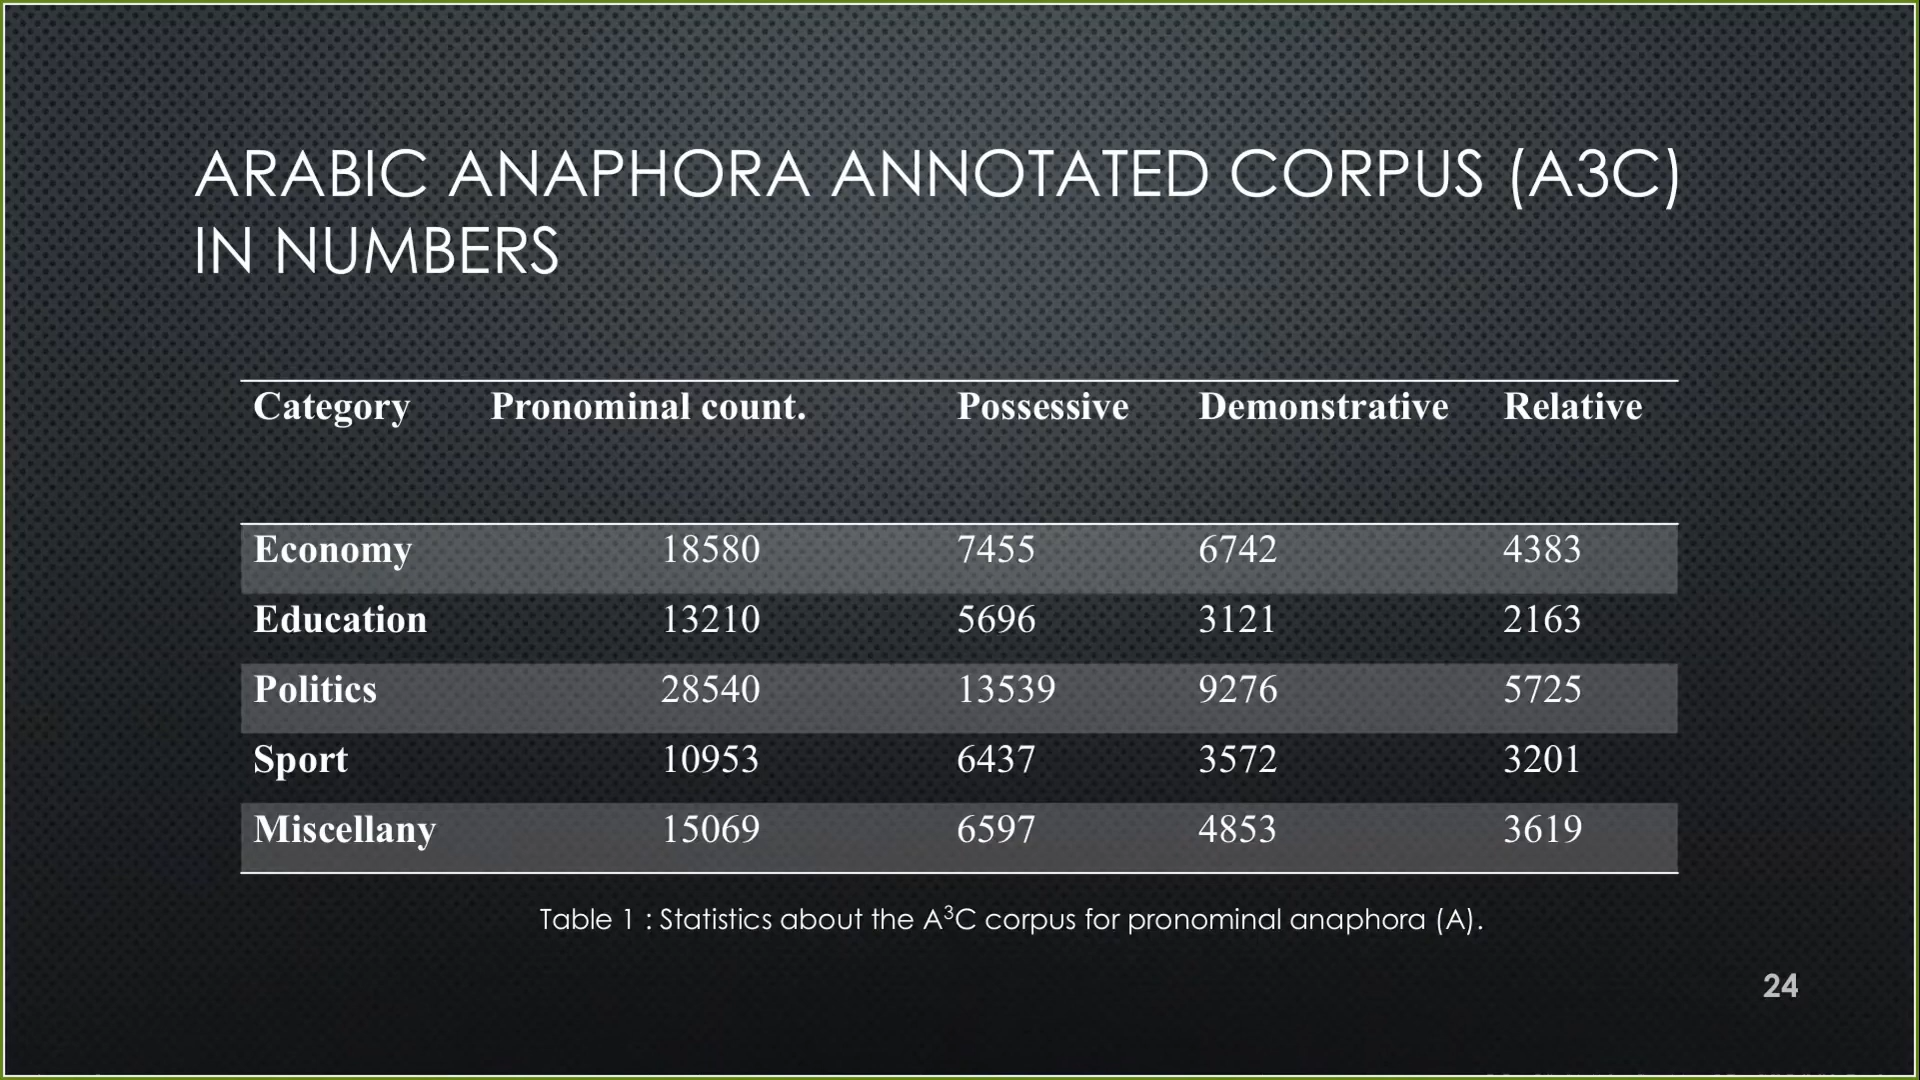 ARABIC ANAPHORA ANNOTATED CORPUS (A3C)
IN NUMBERS
Category Pronominal count. Possessive Demonstrative Relative
Economy 18580 7455 6742 4383
Education 13210 5696 3121 2163
Politics 28540 13539 9276 5725
Sport 10953 6437 3572 3201
Miscellany 15069 6597 4853 3619
Table 1 : Statistics about the A³C corpus for pronominal anaphora (A).
24